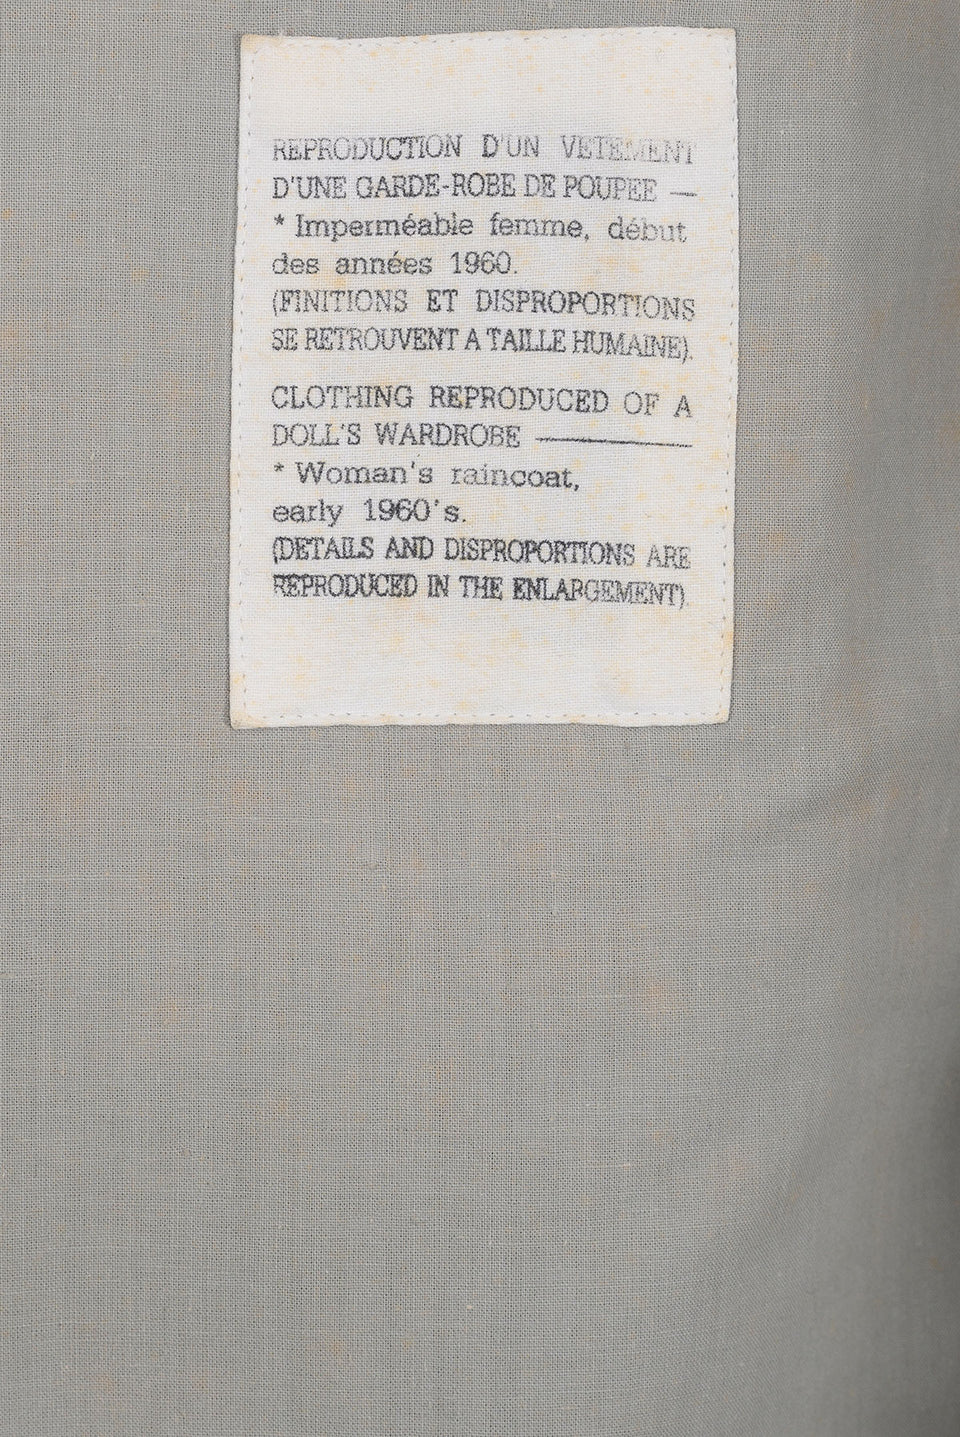 REPRODUCTION D'UN VETEMENT
D'UNE GARDE-ROBE DE POUPEE —
* Imperméable femme, début
des années 1960.
(FINITIONS ET DISPROPORTIONS
SE RETROUVENT A TAILLE HUMAINE).
CLOTHING REPRODUCED OF A
DOLL'S WARDROBE ———
* Woman's raincoat,
early 1960's.
(DETAILS AND DISPROPORTIONS ARE
REPRODUCED IN THE ENLARGEMENT).